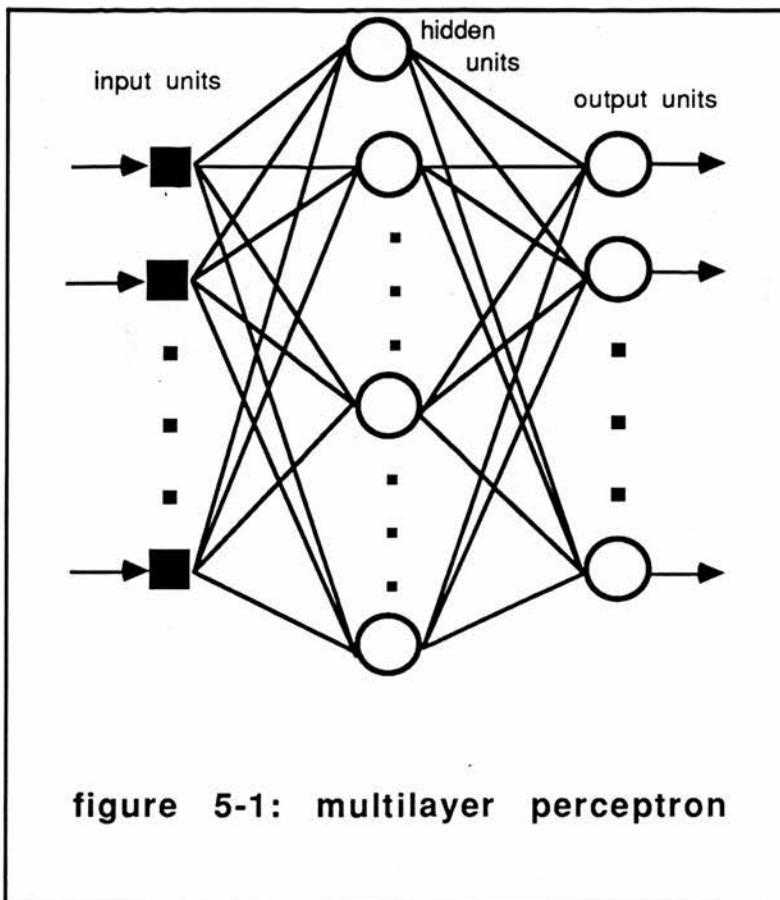 hidden
units
input units
output units
figure 5-1: multilayer perceptron